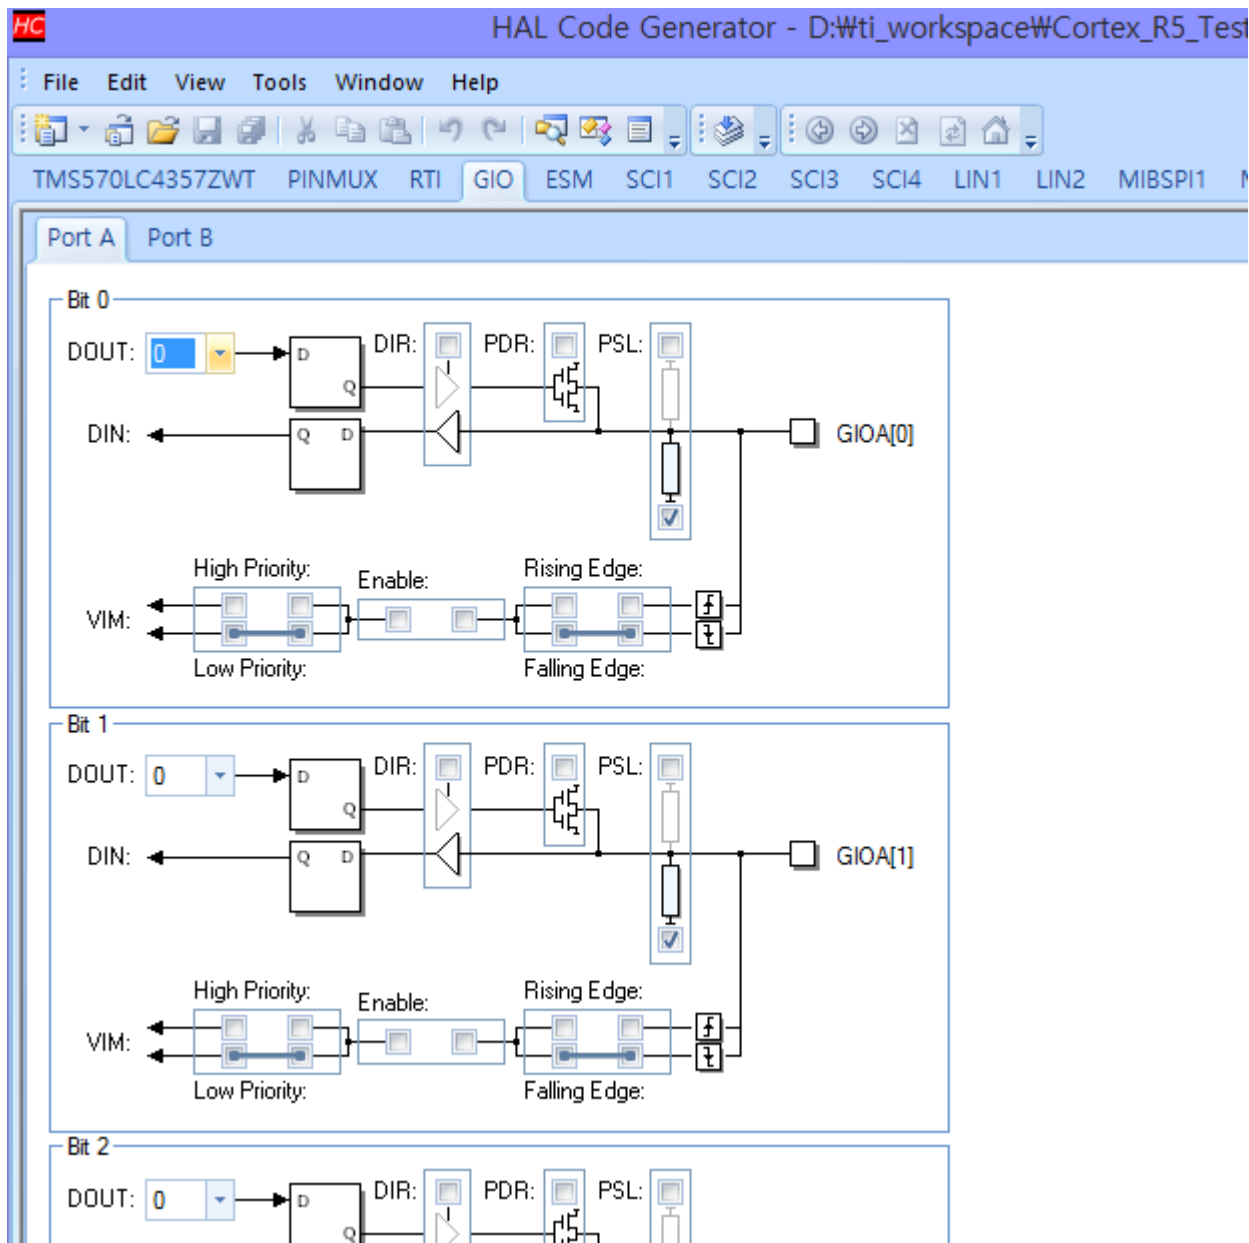 HC HAL Code Generator - D:₩ti_workspace₩Cortex_R5_Test
File Edit View Tools Window Help
TMS570LC4357ZWT PINMUX RTI GIO ESM SCI1 SCI2 SCI3 SCI4 LIN1 LIN2 MIBSPI1
Port A Port B
Bit 0
DOUT: 0 D Q DIR: PDR: PSL:
DIN: Q D GIOA[0]
High Priority: Enable: Rising Edge:
VIM:
Low Priority: Falling Edge:
Bit 1
DOUT: 0 D Q DIR: PDR: PSL:
DIN: Q D GIOA[1]
High Priority: Enable: Rising Edge:
VIM:
Low Priority: Falling Edge:
Bit 2
DOUT: 0 D Q DIR: PDR: PSL: